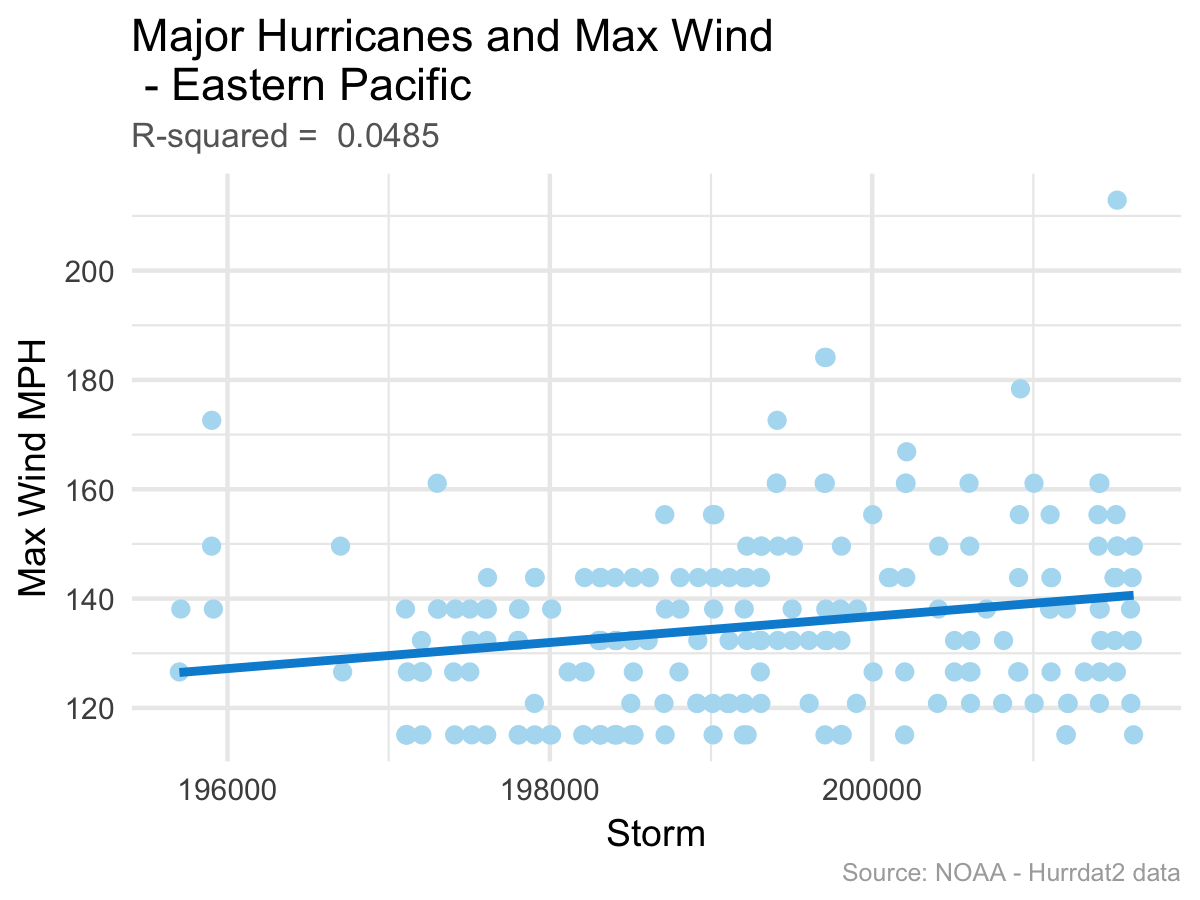 Major Hurricanes and Max Wind
- Eastern Pacific
R-squared = 0.0485
Max Wind MPH
200
180
160
140
120
196000
198000
200000
Storm
Source: NOAA - Hurrdat2 data